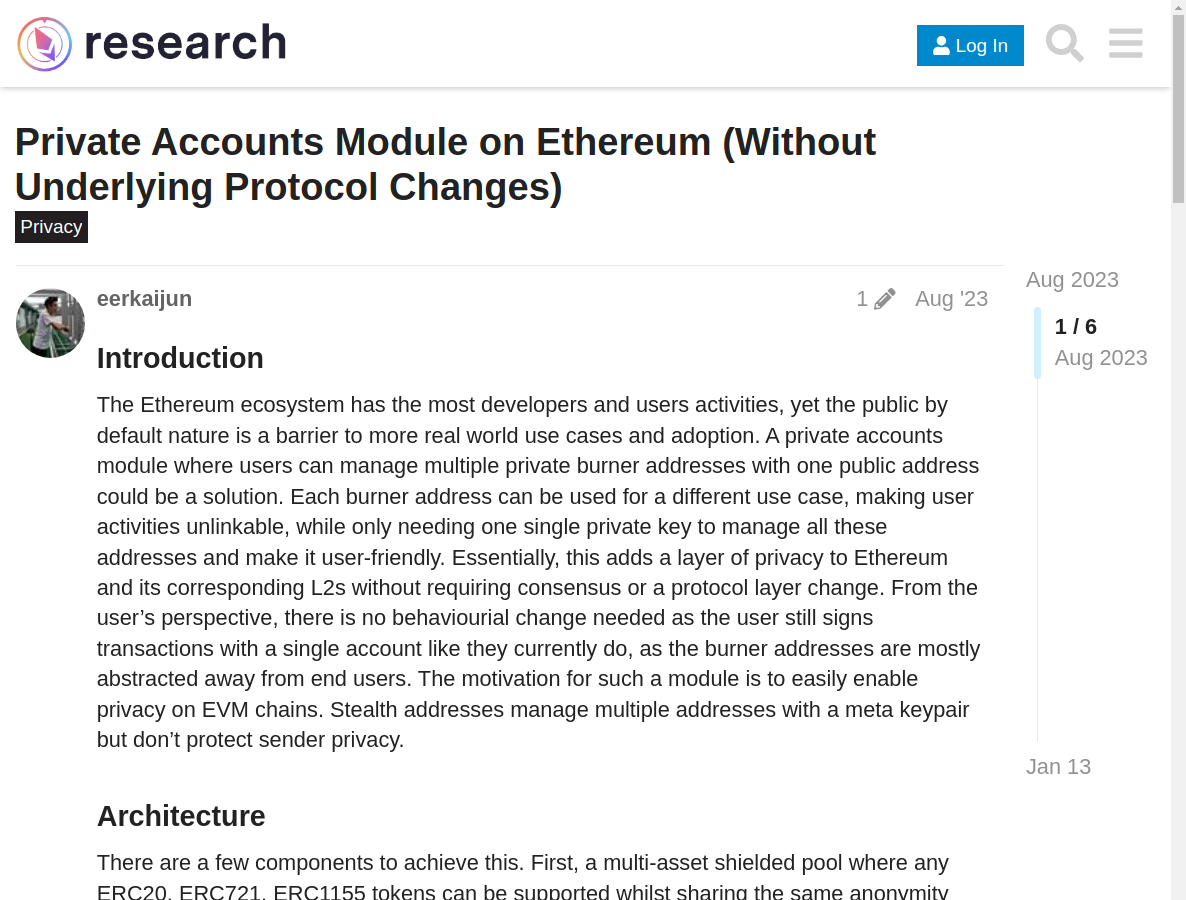 research
Log In
Private Accounts Module on Ethereum (Without
Underlying Protocol Changes)
Privacy
eerkaijun
1
Aug '23
Introduction
The Ethereum ecosystem has the most developers and users activities, yet the public by
default nature is a barrier to more real world use cases and adoption. A private accounts
module where users can manage multiple private burner addresses with one public address
could be a solution. Each burner address can be used for a different use case, making user
activities unlinkable, while only needing one single private key to manage all these
addresses and make it user-friendly. Essentially, this adds a layer of privacy to Ethereum
and its corresponding L2s without requiring consensus or a protocol layer change. From the
user’s perspective, there is no behaviourial change needed as the user still signs
transactions with a single account like they currently do, as the burner addresses are mostly
abstracted away from end users. The motivation for such a module is to easily enable
privacy on EVM chains. Stealth addresses manage multiple addresses with a meta keypair
but don’t protect sender privacy.
Architecture
There are a few components to achieve this. First, a multi-asset shielded pool where any
ERC20, ERC721, ERC1155 tokens can be supported whilst sharing the same anonymity
Aug 2023
1 / 6
Aug 2023
Jan 13